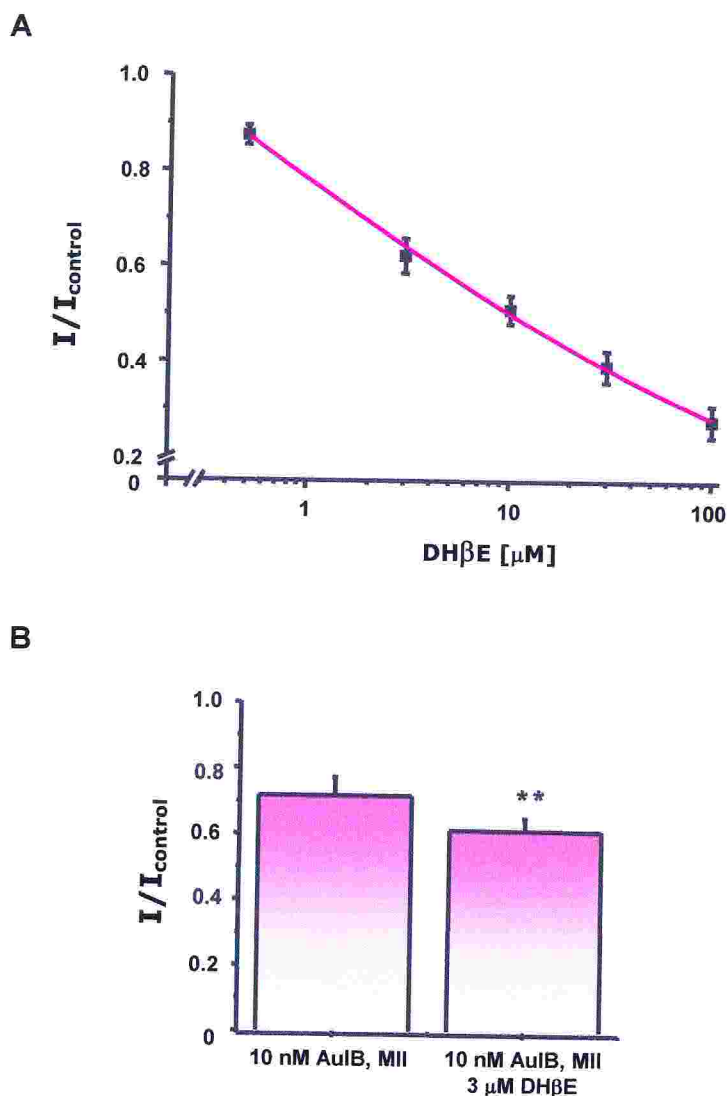 A
1.0
0.8
0.6
0.4
0.2
0
I/Icontrol
1
10
100
DHβE [μM]
B
1.0
0.8
0.6
0.4
0.2
0
I/Icontrol
**
10 nM AuIB, MII
10 nM AuIB, MII
3 μM DHβE